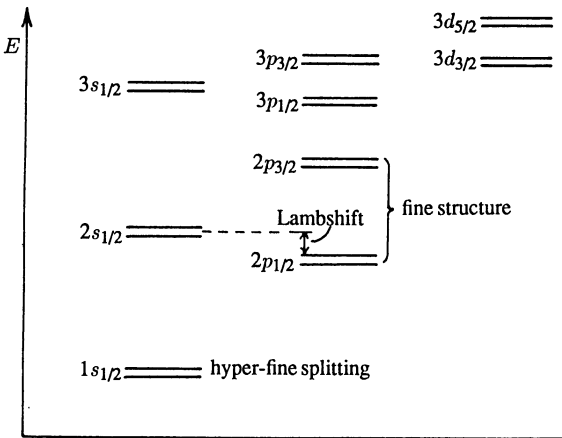 E
3d5/2
3p3/2
3d3/2
3s1/2
3p1/2
2p3/2
fine structure
Lambshift
2s1/2
2p1/2
1s1/2
hyper-fine splitting